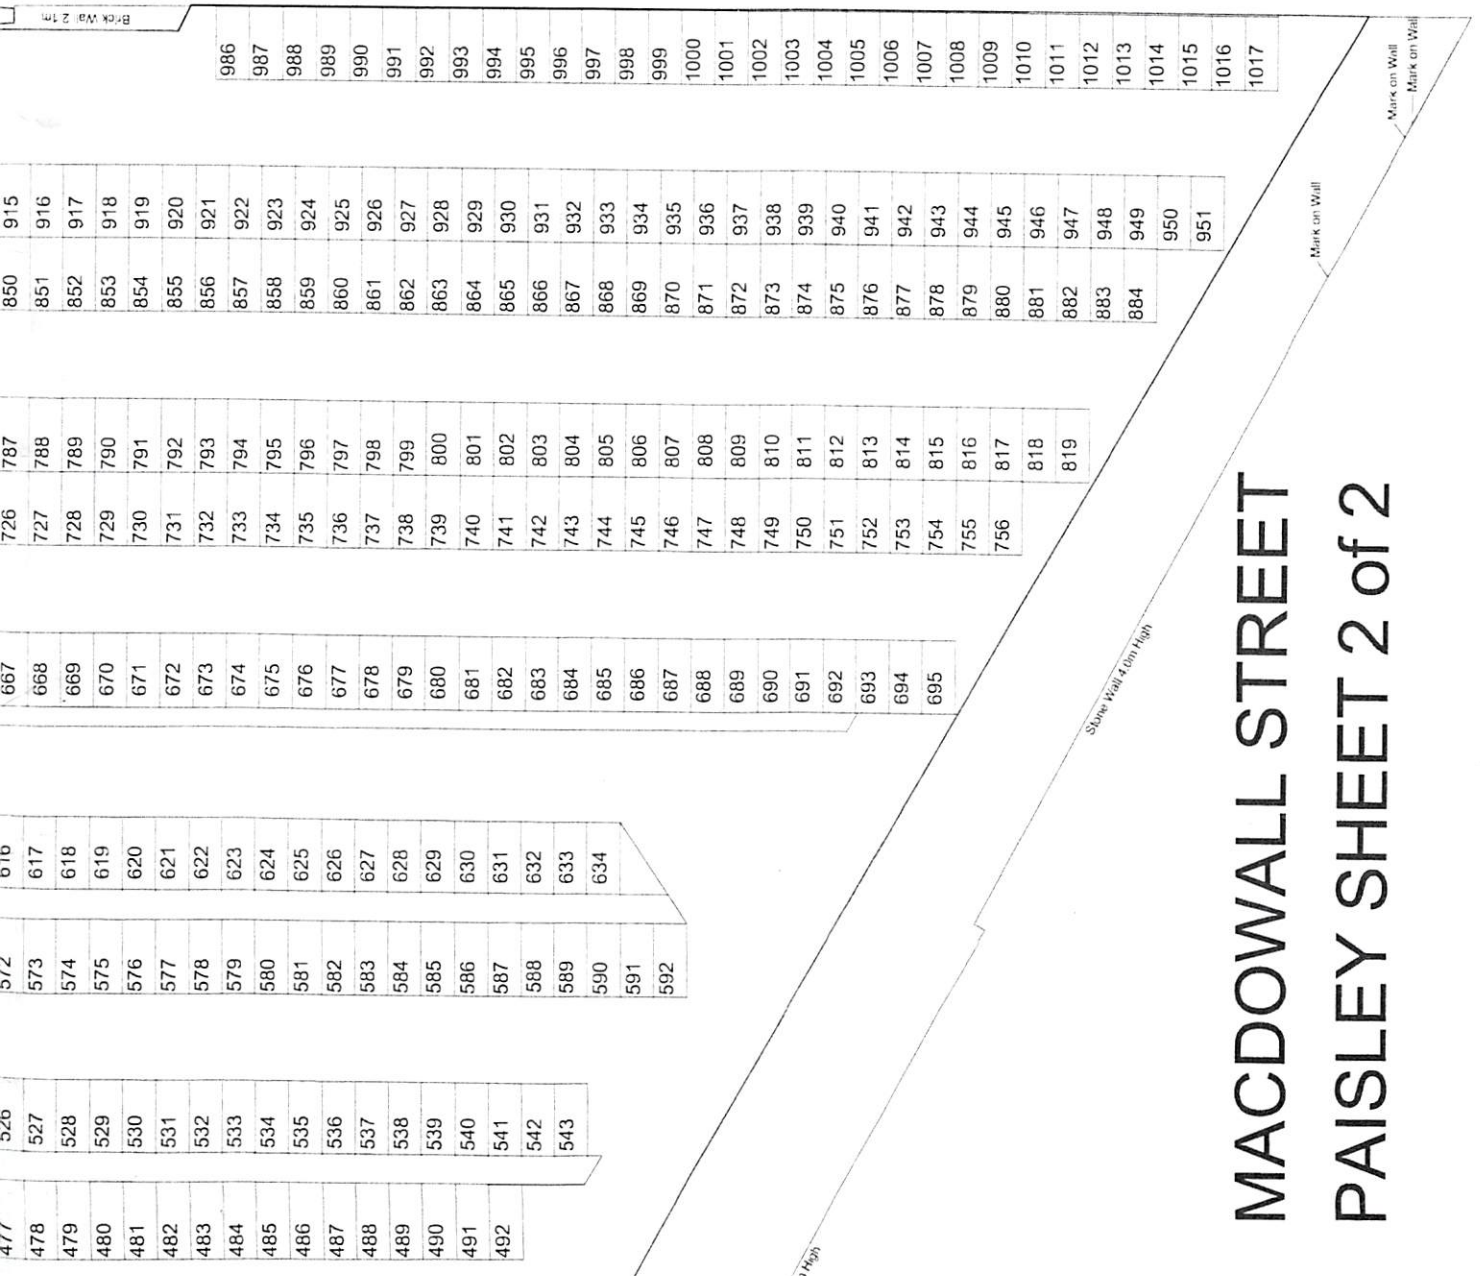 Brick Wall 2.1m
986 987 988 989 990 991 992 993 994 995 996 997 998 999 1000 1001 1002 1003 1004 1005 1006 1007 1008 1009 1010 1011 1012 1013 1014 1015 1016 1017
Mark on Wall
Mark on Wall
915 916 917 918 919 920 921 922 923 924 925 926 927 928 929 930 931 932 933 934 935 936 937 938 939 940 941 942 943 944 945 946 947 948 949 950 951
Mark on Wall
850 851 852 853 854 855 856 857 858 859 860 861 862 863 864 865 866 867 868 869 870 871 872 873 874 875 876 877 878 879 880 881 882 883 884
787 788 789 790 791 792 793 794 795 796 797 798 799 800 801 802 803 804 805 806 807 808 809 810 811 812 813 814 815 816 817 818 819
726 727 728 729 730 731 732 733 734 735 736 737 738 739 740 741 742 743 744 745 746 747 748 749 750 751 752 753 754 755 756
667 668 669 670 671 672 673 674 675 676 677 678 679 680 681 682 683 684 685 686 687 688 689 690 691 692 693 694 695
Stone Wall 4.0m High
616 617 618 619 620 621 622 623 624 625 626 627 628 629 630 631 632 633 634
572 573 574 575 576 577 578 579 580 581 582 583 584 585 586 587 588 589 590 591 592
526 527 528 529 530 531 532 533 534 535 536 537 538 539 540 541 542 543
477 478 479 480 481 482 483 484 485 486 487 488 489 490 491 492
High
MACDOWALL STREET
PAISLEY SHEET 2 of 2